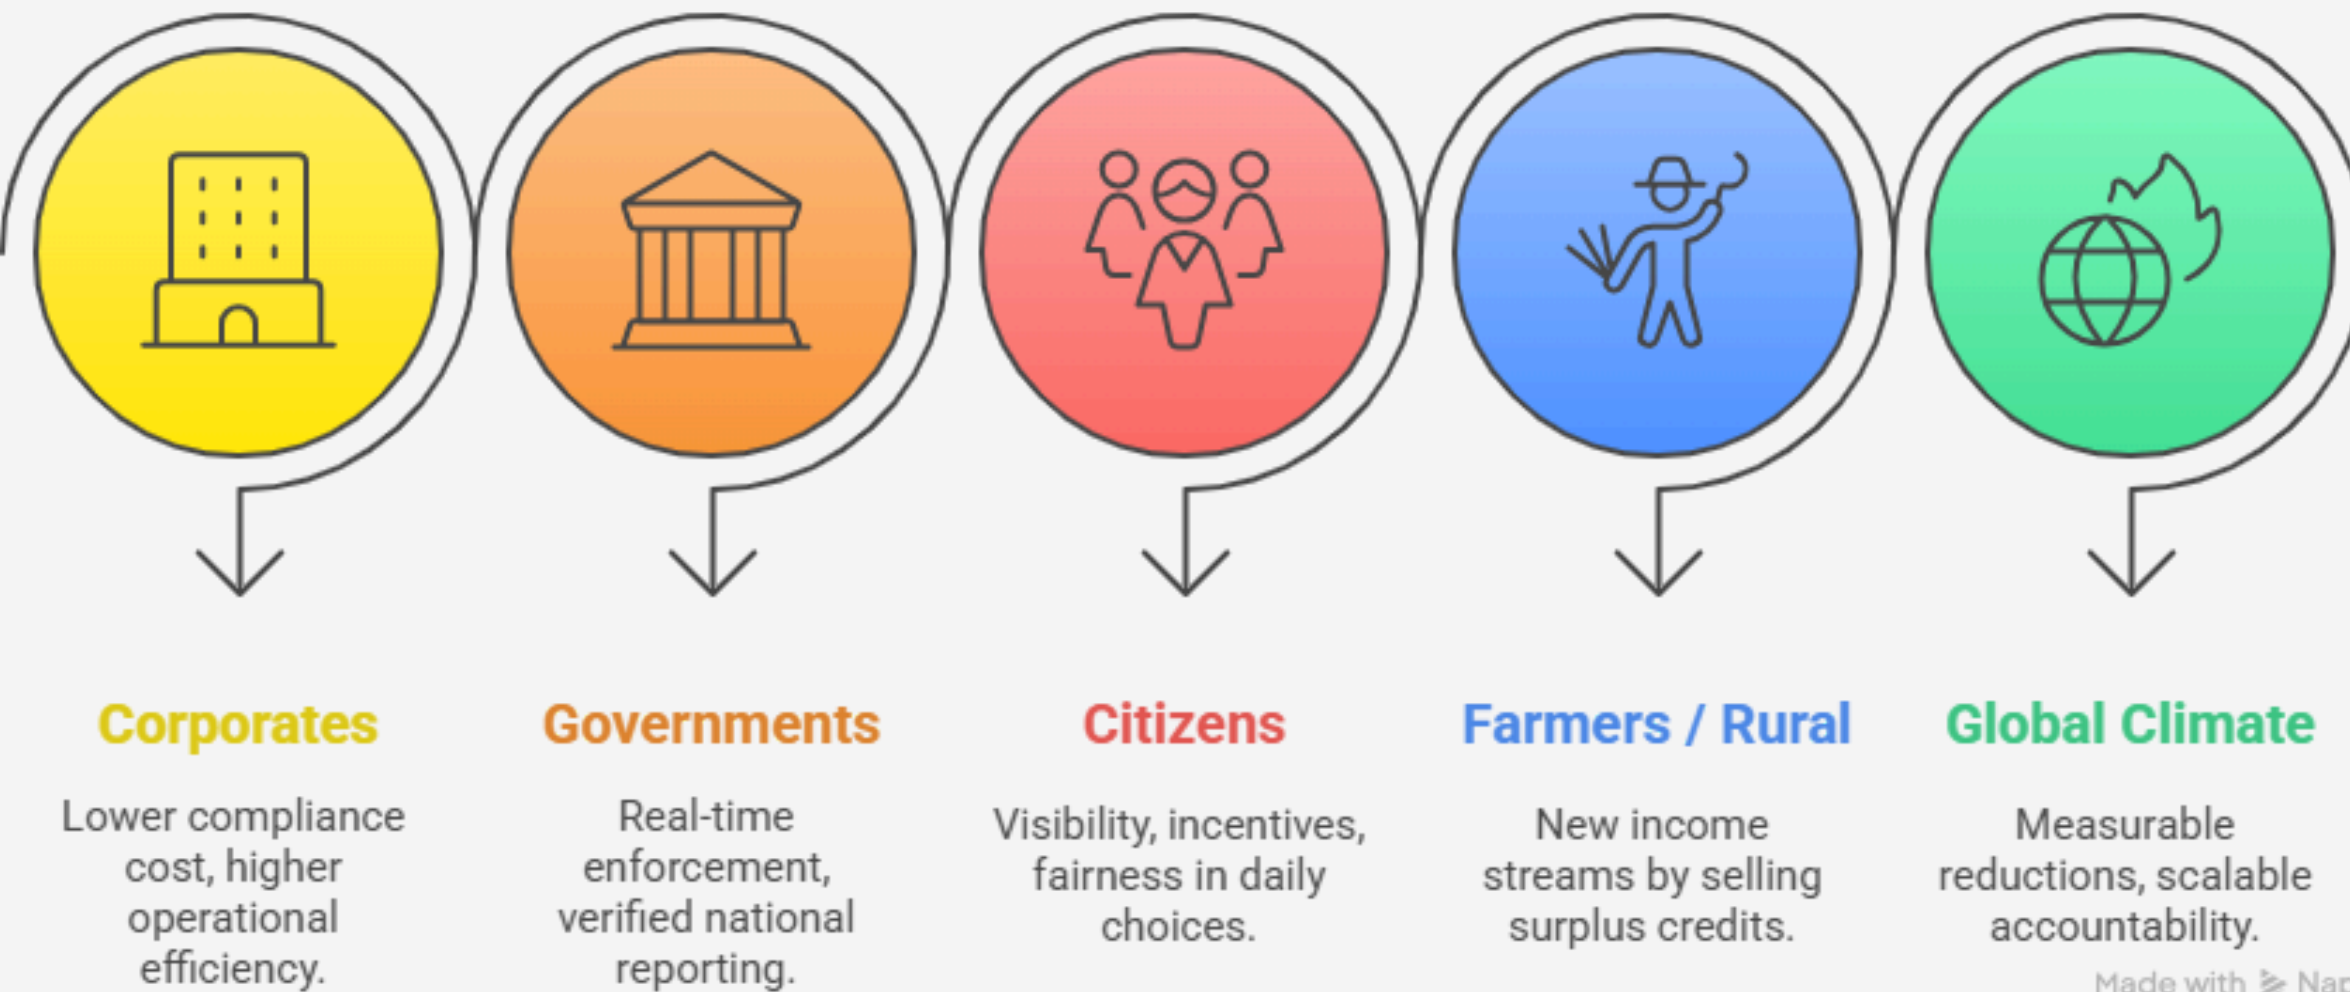 Corporates
Lower compliance
cost, higher
operational
efficiency.
Governments
Real-time
enforcement,
verified national
reporting.
Citizens
Visibility, incentives,
fairness in daily
choices.
Farmers / Rural
New income
streams by selling
surplus credits.
Global Climate
Measurable
reductions, scalable
accountability.
Made with